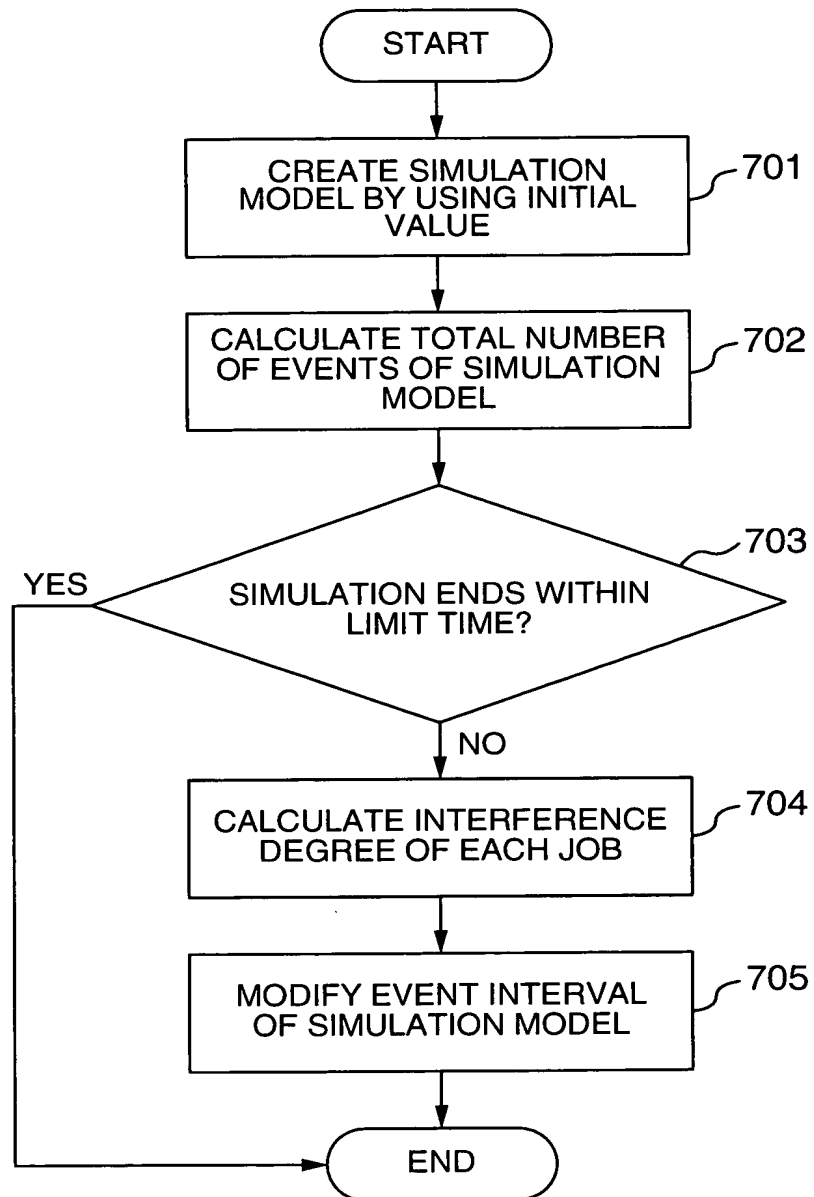 START
CREATE SIMULATION
MODEL BY USING INITIAL
VALUE
701
CALCULATE TOTAL NUMBER
OF EVENTS OF SIMULATION
MODEL
702
703
YES
SIMULATION ENDS WITHIN
LIMIT TIME?
NO
CALCULATE INTERFERENCE
DEGREE OF EACH JOB
704
MODIFY EVENT INTERVAL
OF SIMULATION MODEL
705
END